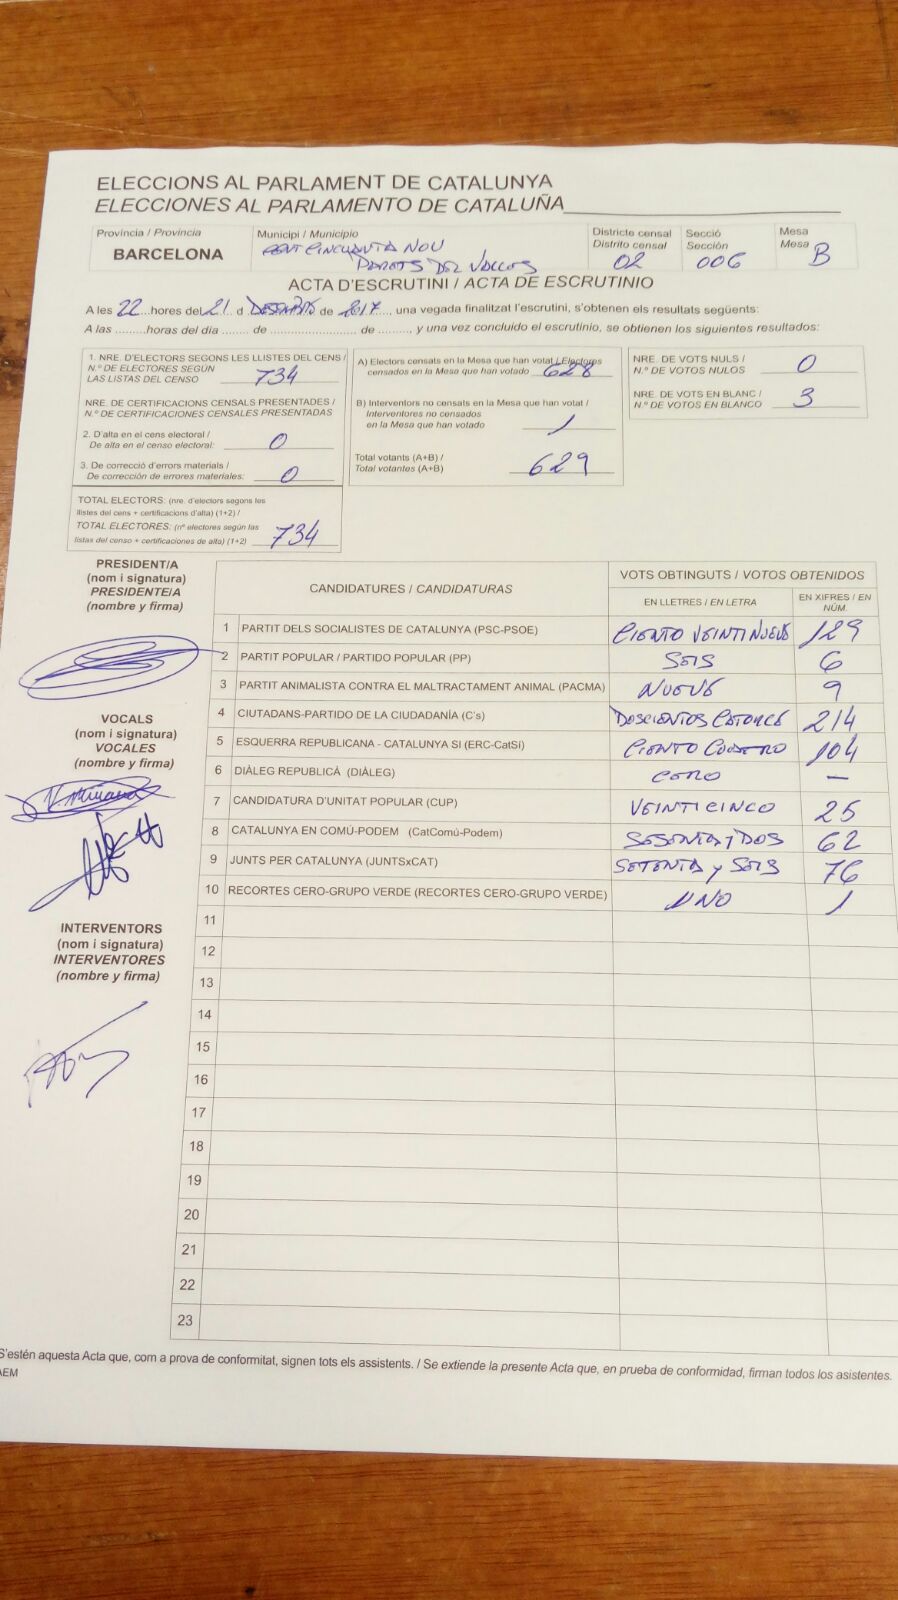 ELECCIONS AL PARLAMENT DE CATALUNYA
ELECCIONES AL PARLAMENTO DE CATALUÑA
Provincia / Provincia
BARCELONA
Municipi / Municipio
CENT CINCUANTA NOU
PARETS DEL VALLES
Districte censal
Distrito censal
02
Secció
Sección
006
Mesa
Mesa
B
ACTA D'ESCRUTINI / ACTA DE ESCRUTINIO
A les 22 hores del 21 d DESEMBRE de 2017, una vegada finalitzat l'escrutini, s'obtenen els resultats següents:
A las .........horas del día ....... de .................... de ........, y una vez concluido el escrutinio, se obtienen los siguientes resultados:
1. NRE. D'ELECTORS SEGONS LES LLISTES DEL CENS /
N.º DE ELECTORES SEGÚN
LAS LISTAS DEL CENSO 734
NRE. DE CERTIFICACIONS CENSALS PRESENTADES /
N.º DE CERTIFICACIONES CENSALES PRESENTADAS
2. D'alta en el cens electoral /
De alta en el censo electoral: 0
3. De correcció d'errors materials /
De corrección de errores materiales: 0
TOTAL ELECTORS: (nre. d'electors segons les
llistes del cens + certificacions d'alta) (1+2) /
TOTAL ELECTORES: (nº electores según las
listas del censo + certificaciones de alta) (1+2) 734
A) Electors censats en la Mesa que han votat / Electores
censados en la Mesa que han votado 628
B) Interventors no censats en la Mesa que han votat /
Interventores no censados
en la Mesa que han votado 1
Total votants (A+B) /
Total votantes (A+B) 629
NRE. DE VOTS NULS /
N.º DE VOTOS NULOS 0
NRE. DE VOTS EN BLANC /
N.º DE VOTOS EN BLANCO 3
PRESIDENT/A
(nom i signatura)
PRESIDENTE/A
(nombre y firma)
VOCALS
(nom i signatura)
VOCALES
(nombre y firma)
INTERVENTORS
(nom i signatura)
INTERVENTORES
(nombre y firma)
CANDIDATURES / CANDIDATURAS
VOTS OBTINGUTS / VOTOS OBTENIDOS
EN LLETRES / EN LETRA
EN XIFRES / EN
NÚM.
1 PARTIT DELS SOCIALISTES DE CATALUNYA (PSC-PSOE) CIENTO VEINTINUEVE 129
2 PARTIT POPULAR / PARTIDO POPULAR (PP) SEIS 6
3 PARTIT ANIMALISTA CONTRA EL MALTRACTAMENT ANIMAL (PACMA) NUEVE 9
4 CIUTADANS-PARTIDO DE LA CIUDADANÍA (C's) DOSCIENTOS CATORCE 214
5 ESQUERRA REPUBLICANA - CATALUNYA SI (ERC-CatSí) CIENTO CUATRO 104
6 DIÀLEG REPUBLICÀ (DIÀLEG) CERO —
7 CANDIDATURA D'UNITAT POPULAR (CUP) VEINTICINCO 25
8 CATALUNYA EN COMÚ-PODEM (CatComú-Podem) SESENTA Y DOS 62
9 JUNTS PER CATALUNYA (JUNTSxCAT) SETENTA Y SEIS 76
10 RECORTES CERO-GRUPO VERDE (RECORTES CERO-GRUPO VERDE) UNO 1
11
12
13
14
15
16
17
18
19
20
21
22
23
S'estén aquesta Acta que, com a prova de conformitat, signen tots els assistents. / Se extiende la presente Acta que, en prueba de conformidad, firman todos los asistentes.
AEM